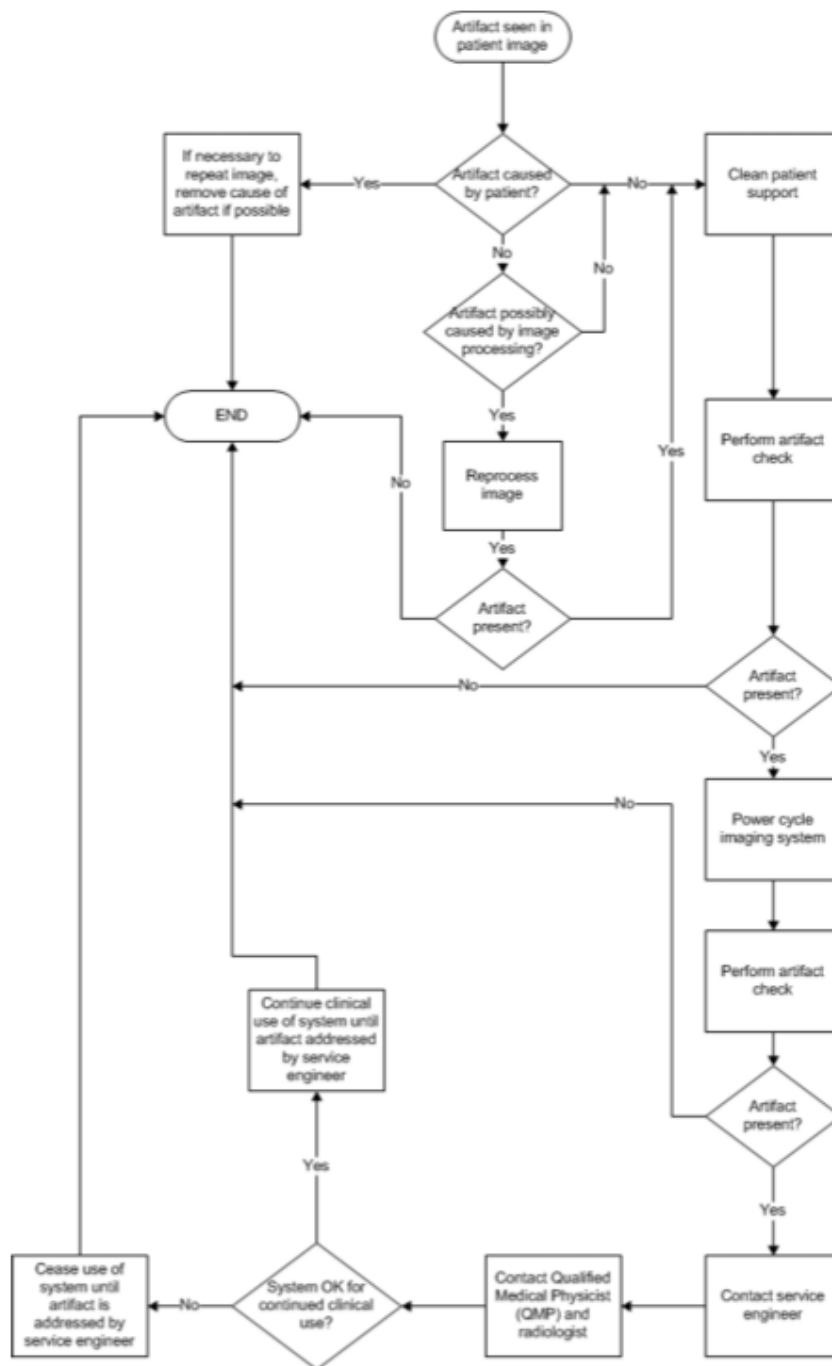 Artifact seen in
patient image
If necessary to
repeat image,
remove cause of
artifact if possible
Yes
Artifact caused
by patient?
No
Clean patient
support
No
No
Artifact possibly
caused by image
processing?
Yes
END
No
Reprocess
image
Yes
Perform artifact
check
Yes
Artifact
present?
Artifact
present?
No
Yes
Power cycle
imaging system
No
Perform artifact
check
Continue clinical
use of system until
artifact addressed
by service
engineer
Artifact
present?
Yes
Yes
Cease use of
system until
artifact is
addressed by
service engineer
No
System OK for
continued clinical
use?
Contact Qualified
Medical Physicist
(QMP) and
radiologist
Contact service
engineer